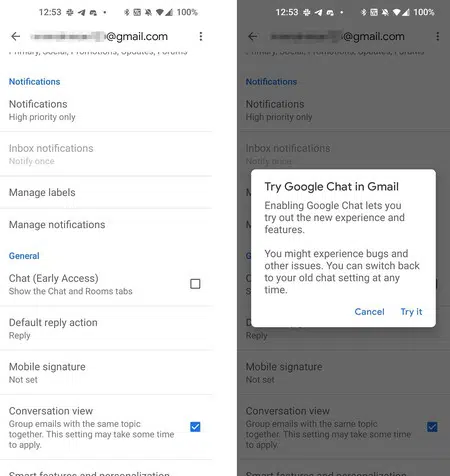 12:53
100%
@gmail.com
Primary, Social, Promotions, Updates, Forums
Notifications
Notifications
High priority only
Inbox notifications
Notify once
Manage labels
Manage notifications
General
Chat (Early Access)
Show the Chat and Rooms tabs
Default reply action
Reply
Mobile signature
Not set
Conversation view
Group emails with the same topic
together. This setting may take some time
to apply.
Smart features and personalization
12:53
100%
@gmail.com
Primary, Social, Promotions, Updates, Forums
Notifications
Notifications
High priority only
Inbox notifications
Try Google Chat in Gmail
Enabling Google Chat lets you
try out the new experience and
features.
You might experience bugs and
other issues. You can switch back
to your old chat setting at any
time.
Cancel
Try it
Reply
Mobile signature
Not set
Conversation view
Group emails with the same topic
together. This setting may take some time
to apply.
Smart features and personalization